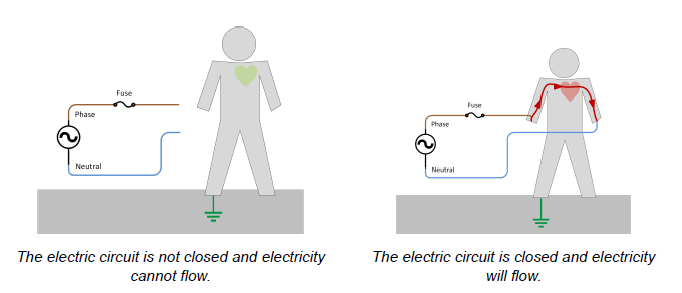 Fuse
Phase
Neutral
The electric circuit is not closed and electricity
cannot flow.
Fuse
Phase
Neutral
The electric circuit is closed and electricity
will flow.